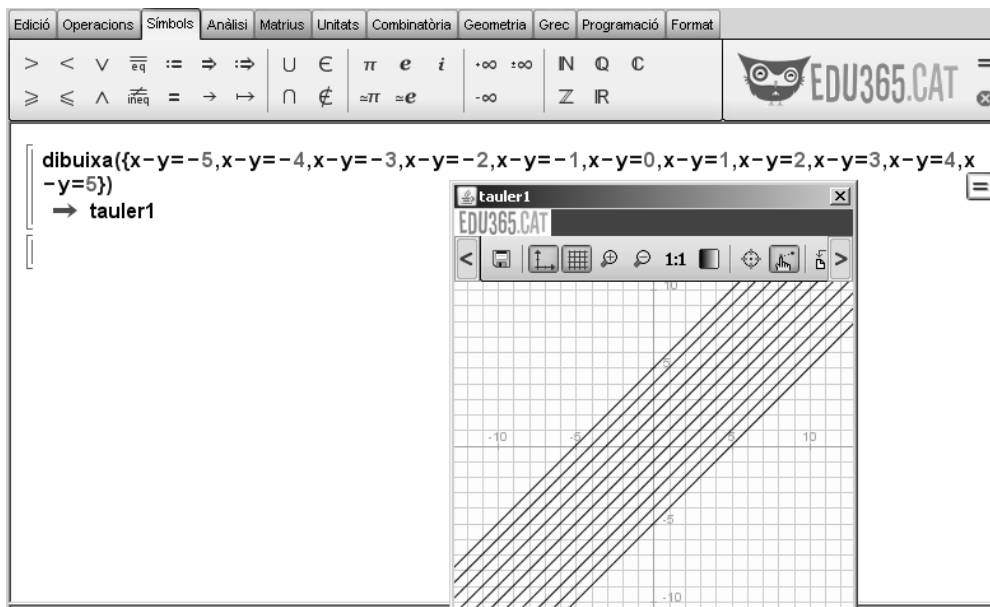 Edició Operacions Símbols Anàlisi Matrius Unitats Combinatòria Geometria Grec Programació Format
> < ∨ eq := ⇒ :⇒ ∪ ∈ π e i +∞ ±∞ ℕ ℚ ℂ
≥ ≤ ∧ ineq = → ↦ ∩ ∉ ≃π ≃e -∞ ℤ ℝ
EDU365.CAT
dibuixa({x-y=-5,x-y=-4,x-y=-3,x-y=-2,x-y=-1,x-y=0,x-y=1,x-y=2,x-y=3,x-y=4,x
-y=5})
→ tauler1
=
tauler1
EDU365.CAT
< 1:1 >
10
5
-10 -5 5 10
-5
-10